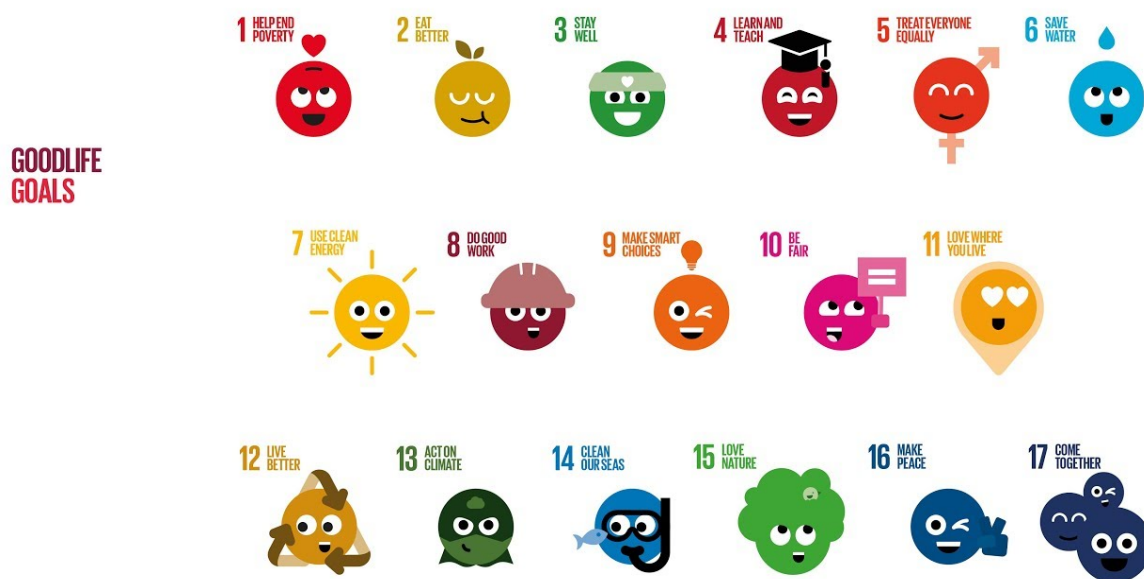 1 HELP END
POVERTY
2 EAT
BETTER
3 STAY
WELL
4 LEARN AND
TEACH
5 TREAT EVERYONE
EQUALLY
6 SAVE
WATER
GOODLIFE
GOALS
7 USE CLEAN
ENERGY
8 DO GOOD
WORK
9 MAKE SMART
CHOICES
10 BE
FAIR
11 LOVE WHERE
YOU LIVE
12 LIVE
BETTER
13 ACT ON
CLIMATE
14 CLEAN
OUR SEAS
15 LOVE
NATURE
16 MAKE
PEACE
17 COME
TOGETHER